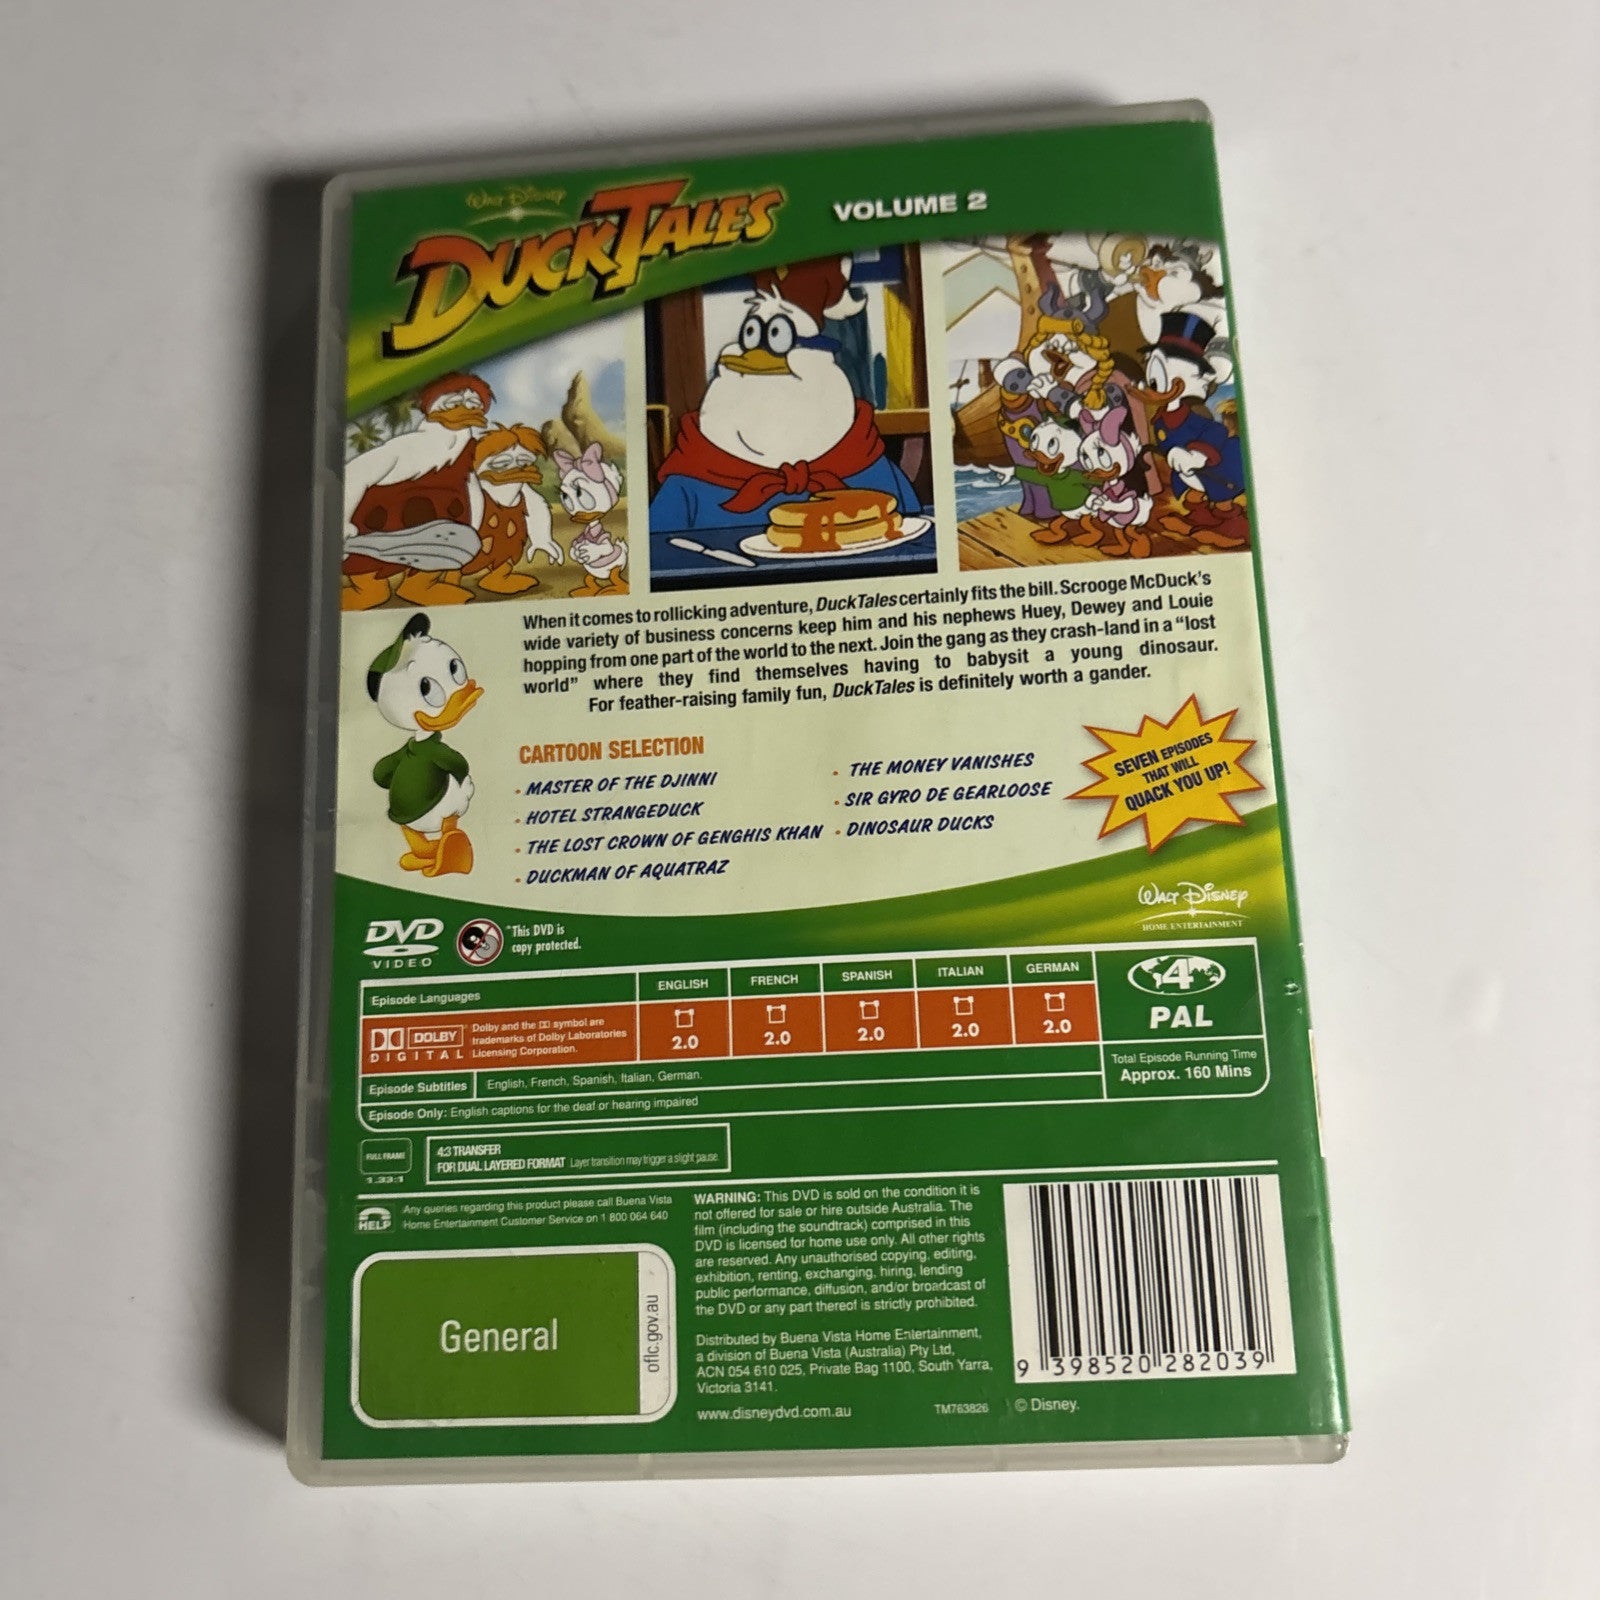 Walt Disney
DUCKTALES
VOLUME 2
When it comes to rollicking adventure, DuckTales certainly fits the bill. Scrooge McDuck's
wide variety of business concerns keep him and his nephews Huey, Dewey and Louie
hopping from one part of the world to the next. Join the gang as they crash-land in a "lost
world" where they find themselves having to babysit a young dinosaur.
For feather-raising family fun, DuckTales is definitely worth a gander.
CARTOON SELECTION
• MASTER OF THE DJINNI
• HOTEL STRANGEDUCK
• THE LOST CROWN OF GENGHIS KHAN
• DUCKMAN OF AQUATRAZ
• THE MONEY VANISHES
• SIR GYRO DE GEARLOOSE
• DINOSAUR DUCKS
SEVEN EPISODES
THAT WILL
QUACK YOU UP!
WALT DISNEY
HOME ENTERTAINMENT
DVD
VIDEO
*This DVD is
copy protected.
Episode Languages
ENGLISH FRENCH SPANISH ITALIAN GERMAN
DOLBY
DIGITAL
Dolby and the DD symbol are
trademarks of Dolby Laboratories
Licensing Corporation.
2.0 2.0 2.0 2.0 2.0
Episode Subtitles English, French, Spanish, Italian, German.
Episode Only: English captions for the deaf or hearing impaired
4
PAL
Total Episode Running Time
Approx. 160 Mins
FULL FRAME
1.33:1
4:3 TRANSFER
FOR DUAL LAYERED FORMAT Layer transition may trigger a slight pause.
HELP
Any queries regarding this product please call Buena Vista
Home Entertainment Customer Service on 1 800 064 640
General
oflc.gov.au
WARNING: This DVD is sold on the condition it is
not offered for sale or hire outside Australia. The
film (including the soundtrack) comprised in this
DVD is licensed for home use only. All other rights
are reserved. Any unauthorised copying, editing,
exhibition, renting, exchanging, hiring, lending
public performance, diffusion, and/or broadcast of
the DVD or any part thereof is strictly prohibited.
Distributed by Buena Vista Home Entertainment,
a division of Buena Vista (Australia) Pty Ltd,
ACN 054 610 025, Private Bag 1100, South Yarra,
Victoria 3141.
www.disneydvd.com.au
TM763826
© Disney.
9 398520 282039